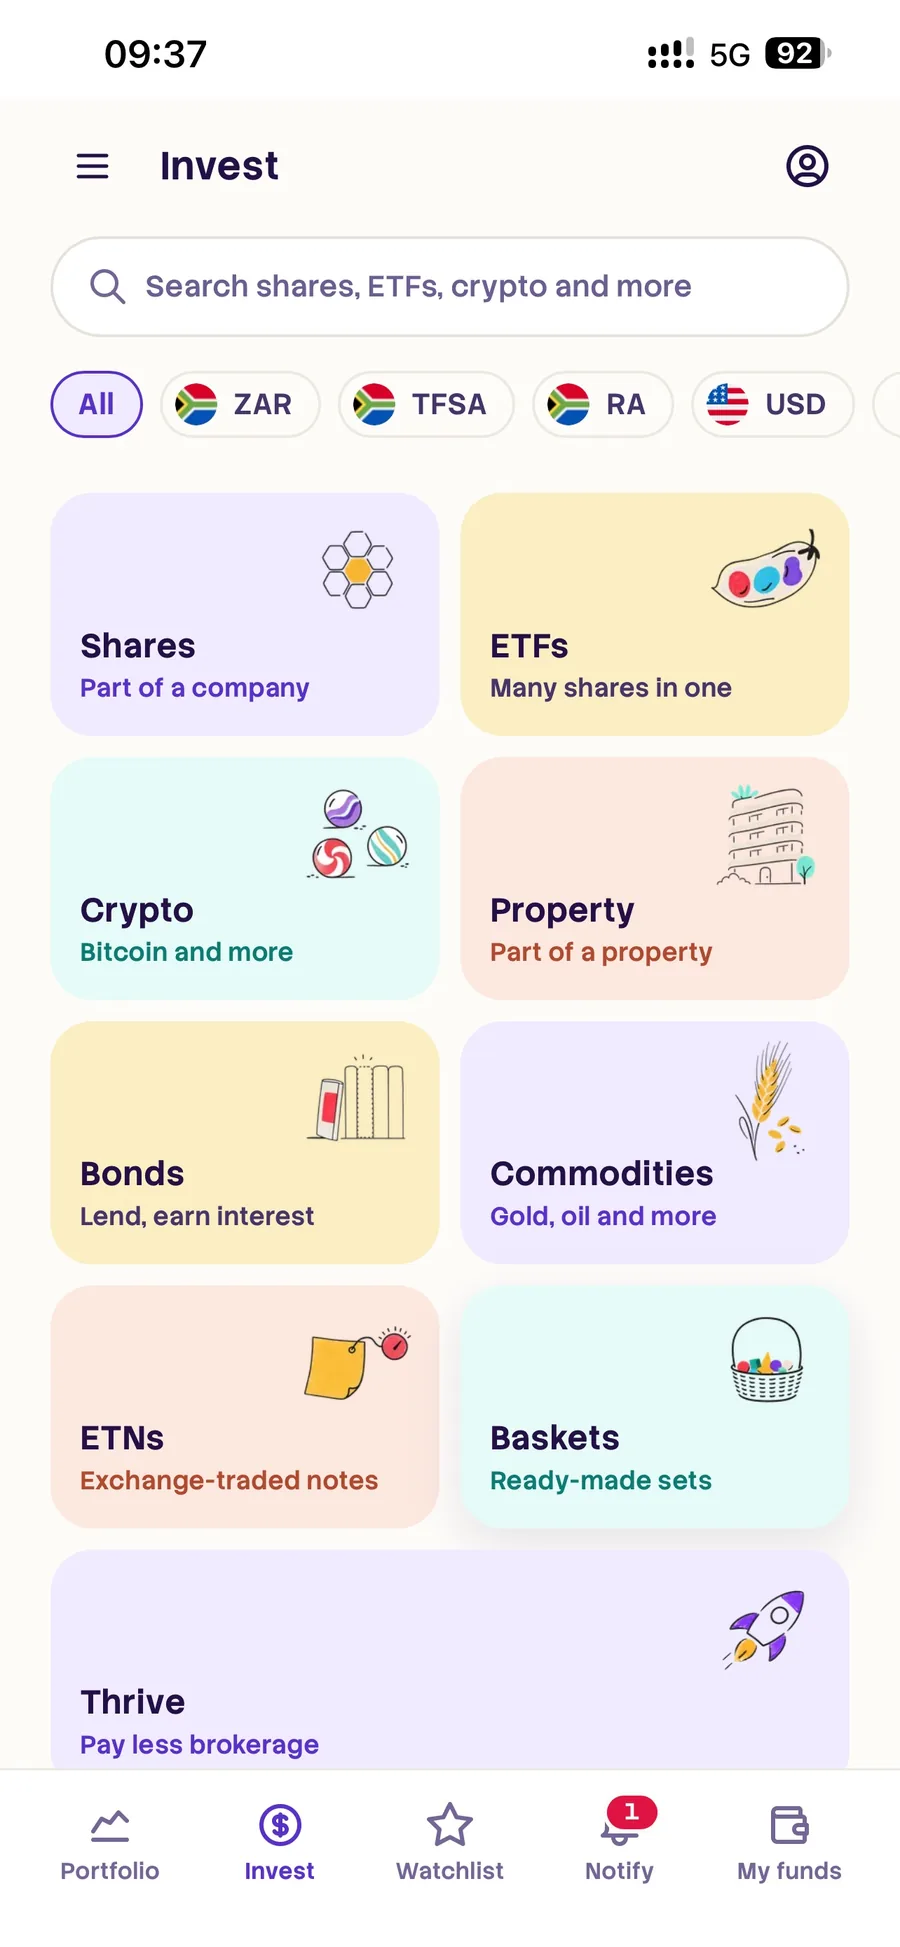 09:37
5G
92
Invest
Search shares, ETFs, crypto and more
All
ZAR
TFSA
RA
USD
Shares
Part of a company
ETFs
Many shares in one
Crypto
Bitcoin and more
Property
Part of a property
Bonds
Lend, earn interest
Commodities
Gold, oil and more
ETNs
Exchange-traded notes
Baskets
Ready-made sets
Thrive
Pay less brokerage
1
Portfolio
Invest
Watchlist
Notify
My funds